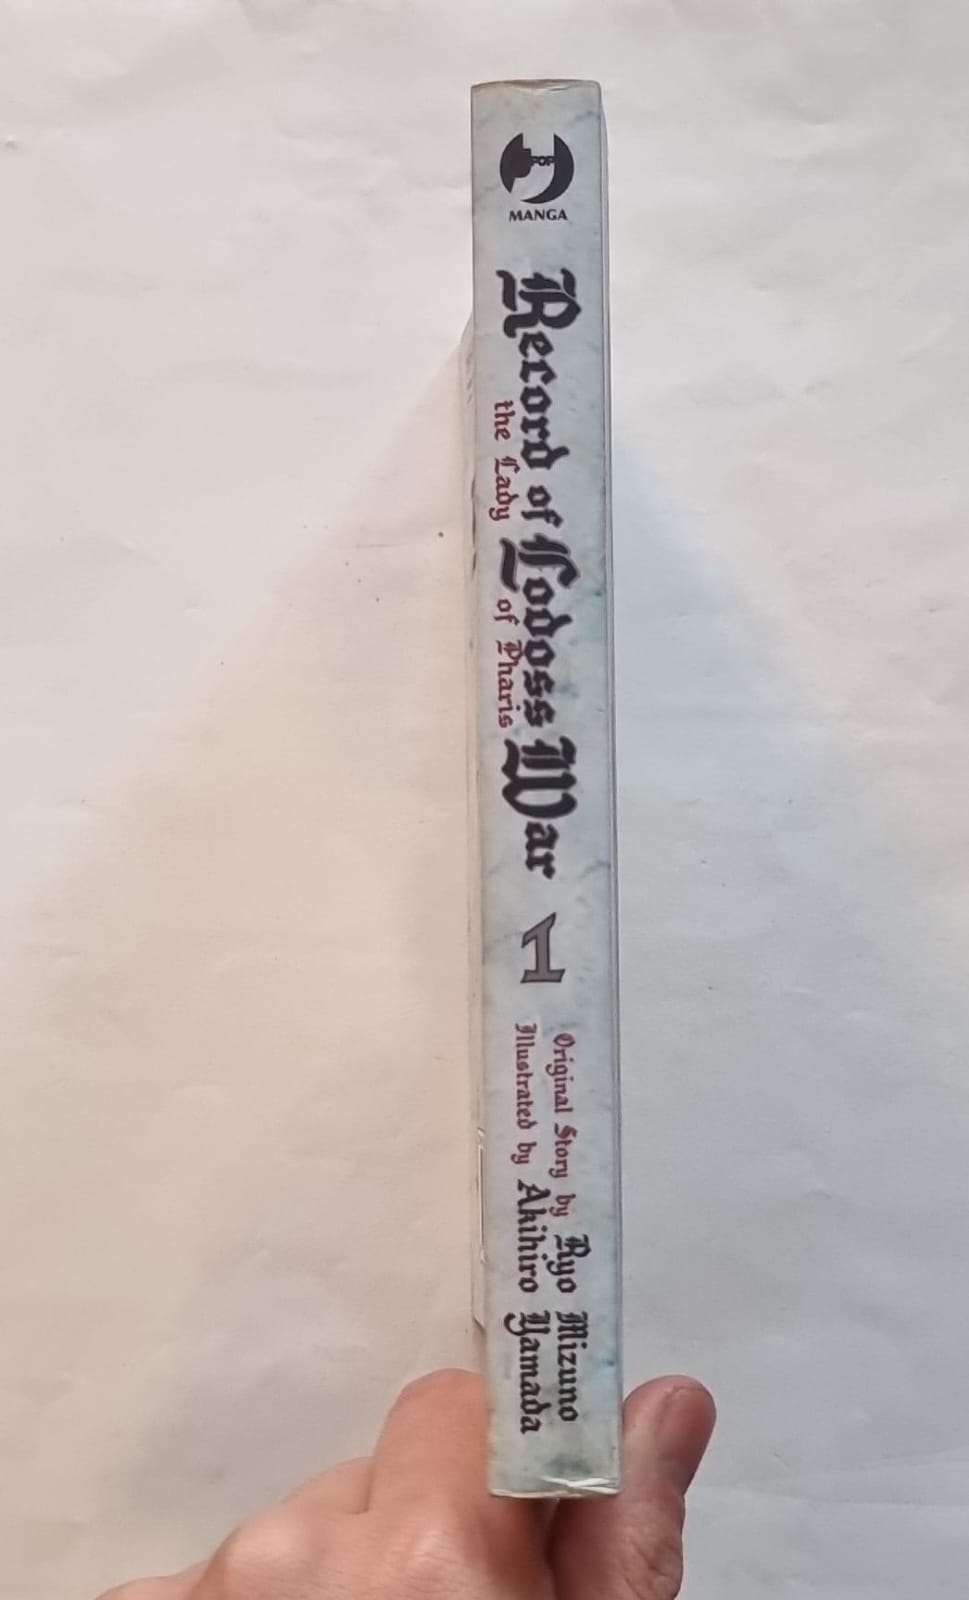 POP
MANGA
Record of Lodoss War
the Lady of Pharis
1
Original Story by Ryo Mizuno
Illustrated by Akihiro Yamada